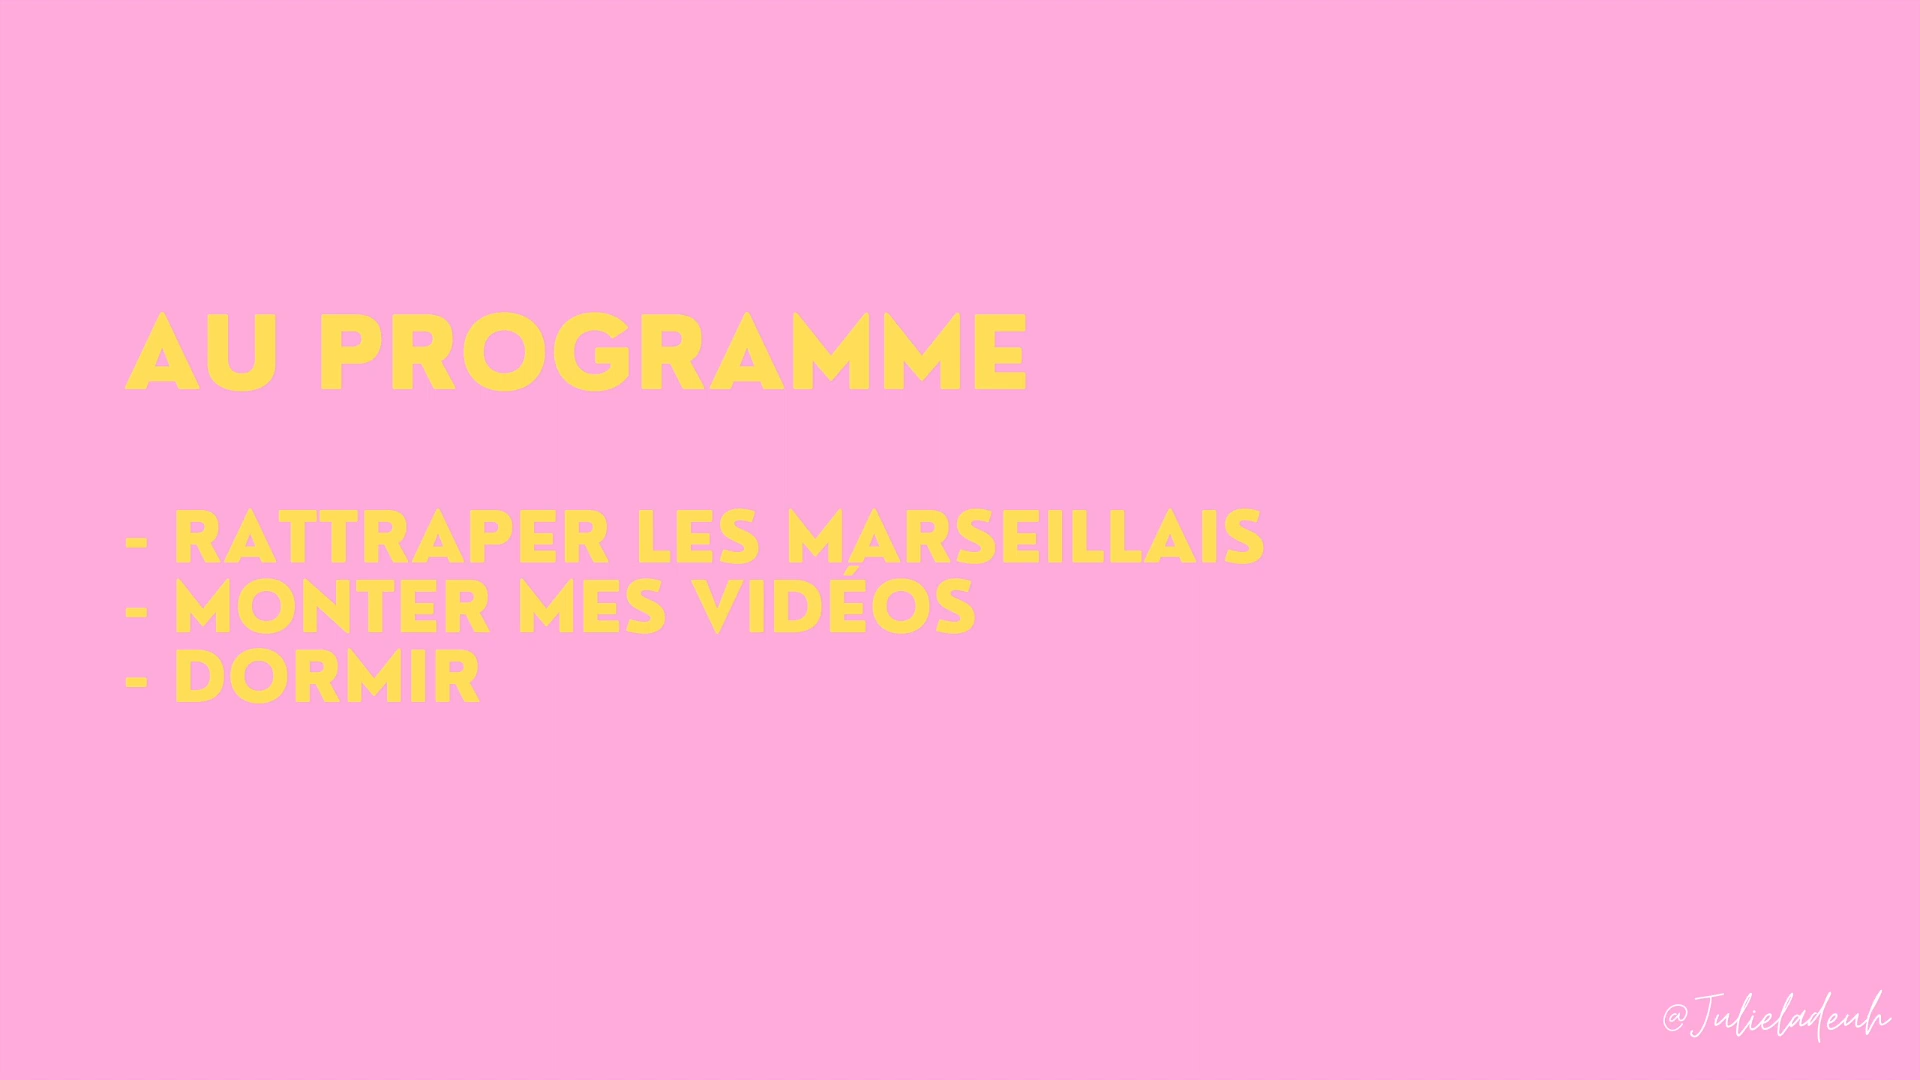 AU PROGRAMME
- RATTRAPER LES MARSEILLAIS
- MONTER MES VIDÉOS
- DORMIR
@Julieladeuh